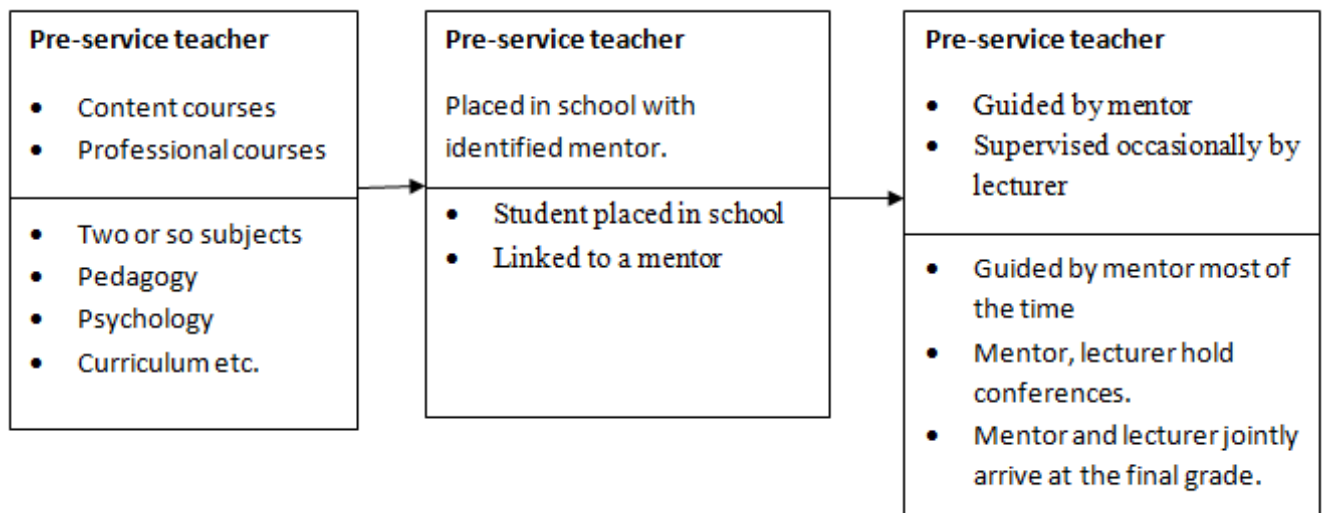 Pre-service teacher
• Content courses
• Professional courses
• Two or so subjects
• Pedagogy
• Psychology
• Curriculum etc.
Pre-service teacher
Placed in school with
identified mentor.
• Student placed in school
• Linked to a mentor
Pre-service teacher
• Guided by mentor
• Supervised occasionally by
lecturer
• Guided by mentor most of
the time
• Mentor, lecturer hold
conferences.
• Mentor and lecturer jointly
arrive at the final grade.